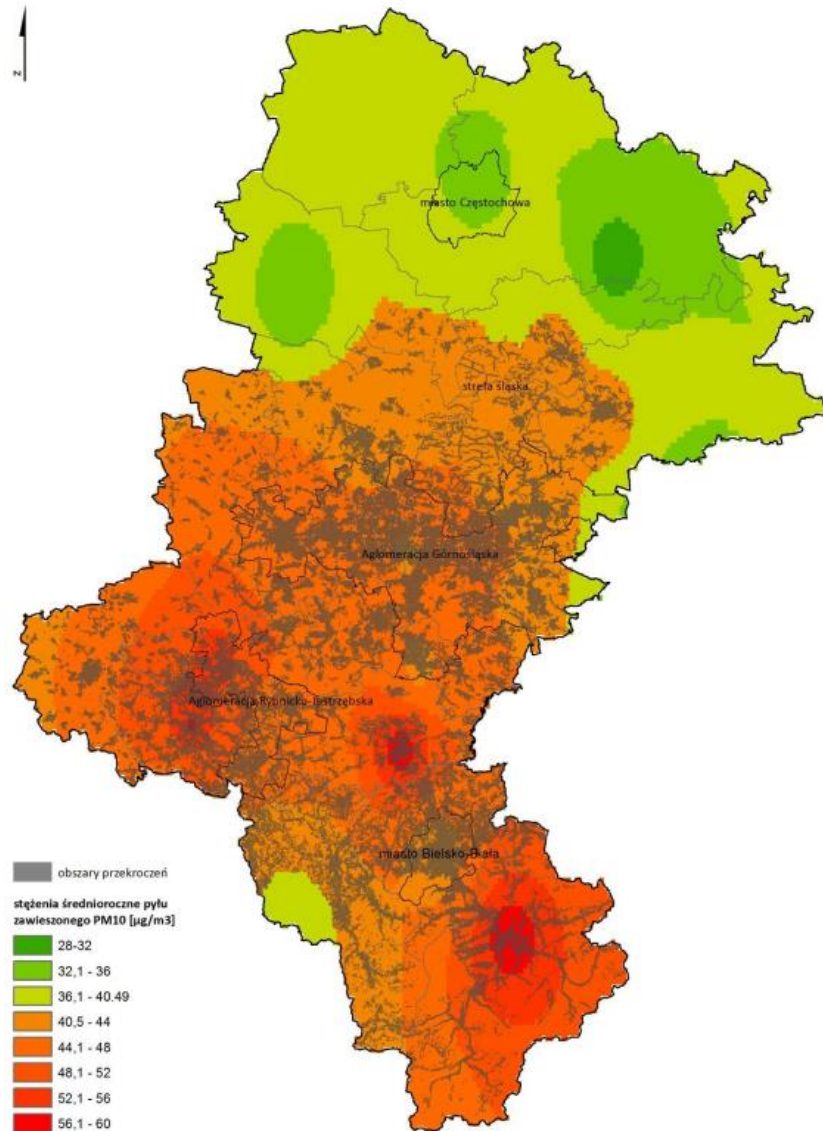 N
miasto Częstochowa
strefa śląska
Aglomeracja Górnośląska
Aglomeracja Rybnicko-Jastrzębska
miasto Bielsko-Biała
obszary przekroczeń
stężenia średnioroczne pyłu
zawieszonego PM10 [µg/m3]
28-32
32,1 - 36
36,1 - 40.49
40,5 - 44
44,1 - 48
48,1 - 52
52,1 - 56
56,1 - 60